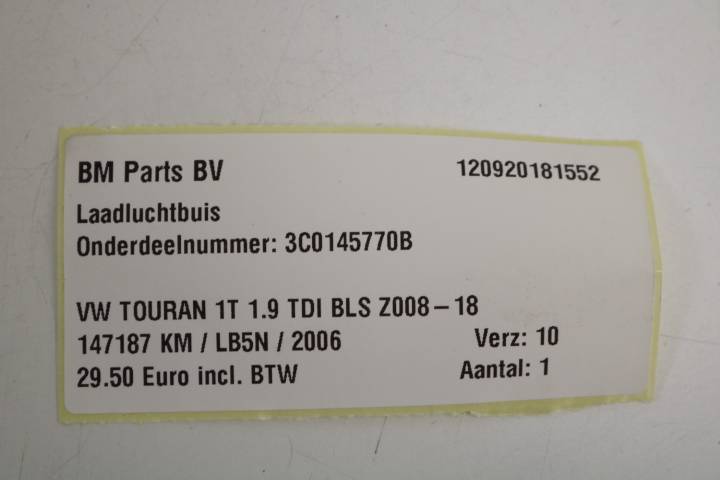 BM Parts BV 120920181552
Laadluchtbuis
Onderdeelnummer: 3C0145770B
VW TOURAN 1T 1.9 TDI BLS Z008-18
147187 KM / LB5N / 2006 Verz: 10
29.50 Euro incl. BTW Aantal: 1